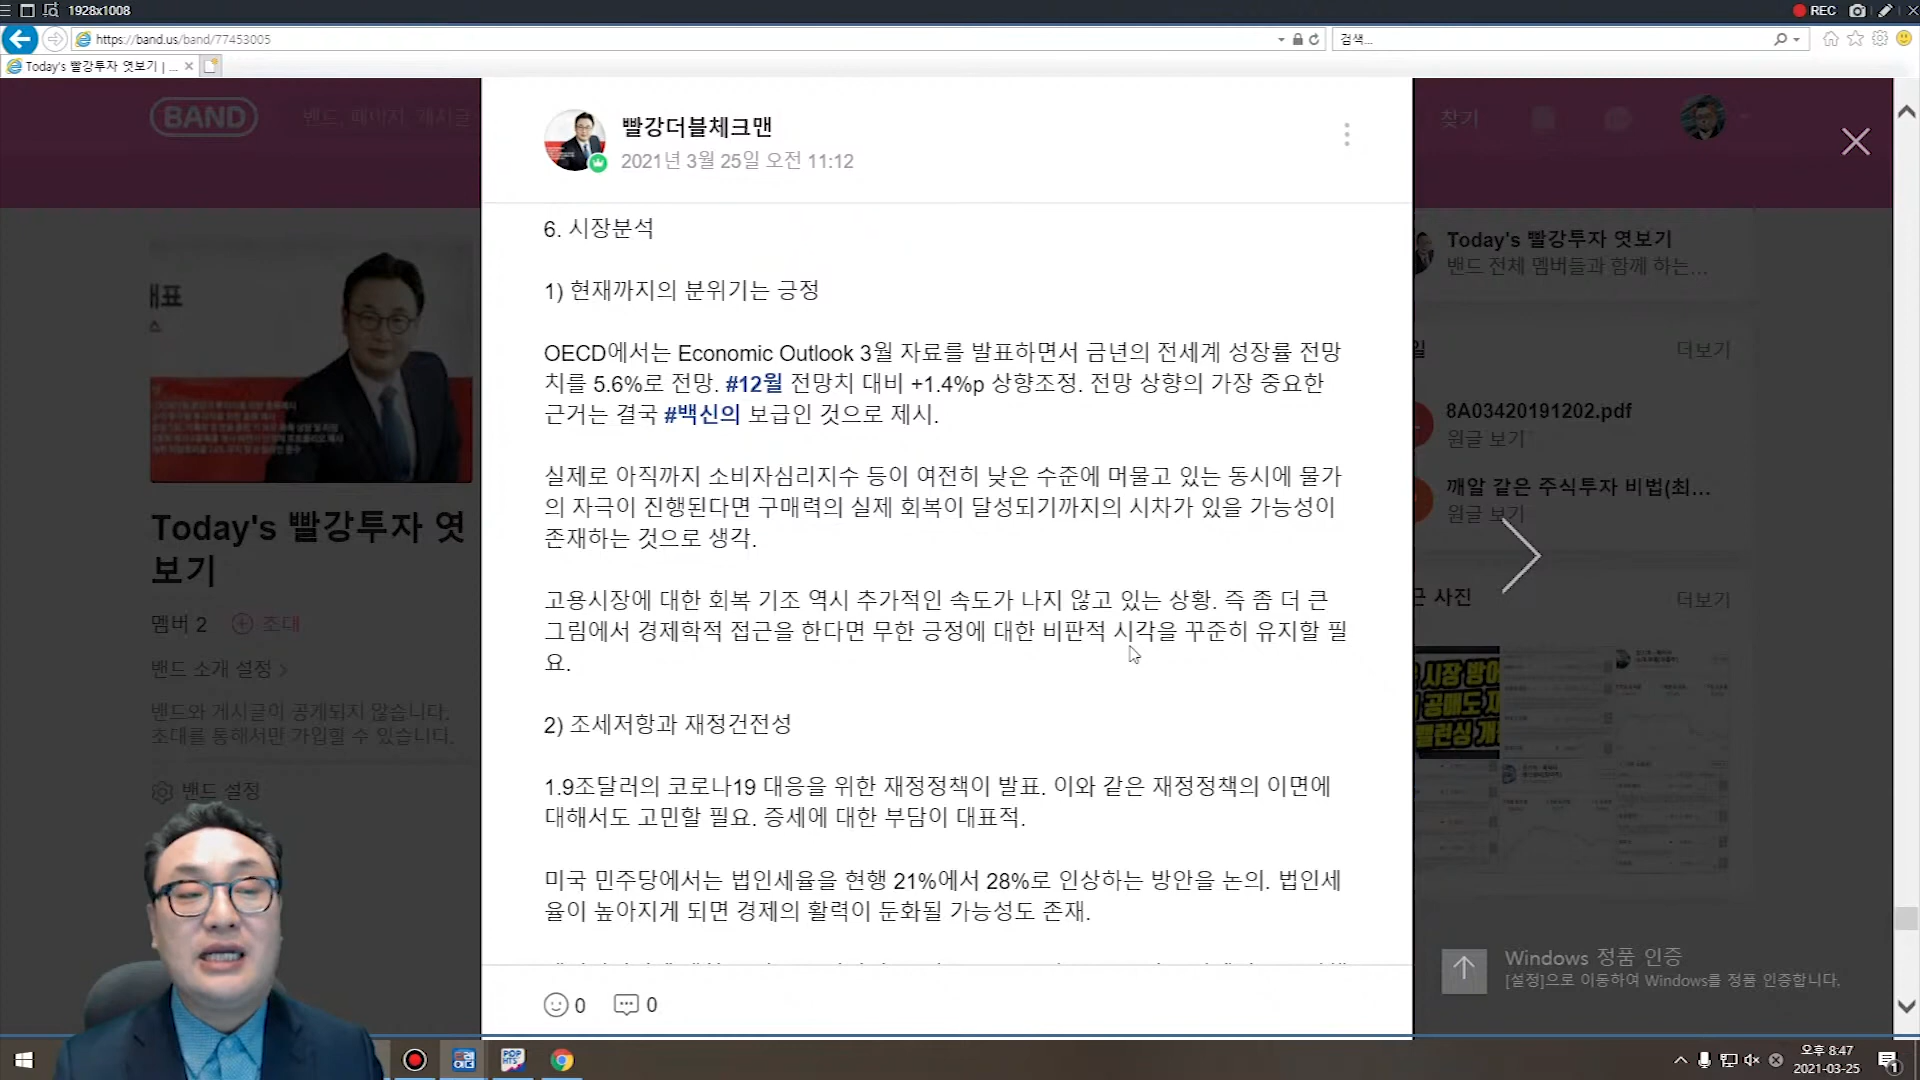 1928x1008
REC
https://band.us/band/77453005
검색...
Today's 빨강투자 엿보기 | ...
BAND
밴드, 페이지, 게시글
찾기
빨강더블체크맨
2021년 3월 25일 오전 11:12
6. 시장분석
1) 현재까지의 분위기는 긍정
OECD에서는 Economic Outlook 3월 자료를 발표하면서 금년의 전세계 성장률 전망
치를 5.6%로 전망. #12월 전망치 대비 +1.4%p 상향조정. 전망 상향의 가장 중요한
근거는 결국 #백신의 보급인 것으로 제시.
실제로 아직까지 소비자심리지수 등이 여전히 낮은 수준에 머물고 있는 동시에 물가
의 자극이 진행된다면 구매력의 실제 회복이 달성되기까지의 시차가 있을 가능성이
존재하는 것으로 생각.
고용시장에 대한 회복 기조 역시 추가적인 속도가 나지 않고 있는 상황. 즉 좀 더 큰
그림에서 경제학적 접근을 한다면 무한 긍정에 대한 비판적 시각을 꾸준히 유지할 필
요.
2) 조세저항과 재정건전성
1.9조달러의 코로나19 대응을 위한 재정정책이 발표. 이와 같은 재정정책의 이면에
대해서도 고민할 필요. 증세에 대한 부담이 대표적.
미국 민주당에서는 법인세율을 현행 21%에서 28%로 인상하는 방안을 논의. 법인세
율이 높아지게 되면 경제의 활력이 둔화될 가능성도 존재.
0
0
Today's 빨강투자 엿
보기
멤버 2
초대
밴드 소개 설정
밴드와 게시글이 공개되지 않습니다.
초대를 통해서만 가입할 수 있습니다.
밴드 설정
Today's 빨강투자 엿보기
밴드 전체 멤버들과 함께 하는...
더보기
8A03420191202.pdf
원글 보기
깨알 같은 주식투자 비법(최...
원글 보기
사진
더보기
Windows 정품 인증
[설정]으로 이동하여 Windows를 정품 인증합니다.
POP
HTS
오후 8:47
2021-03-25
1